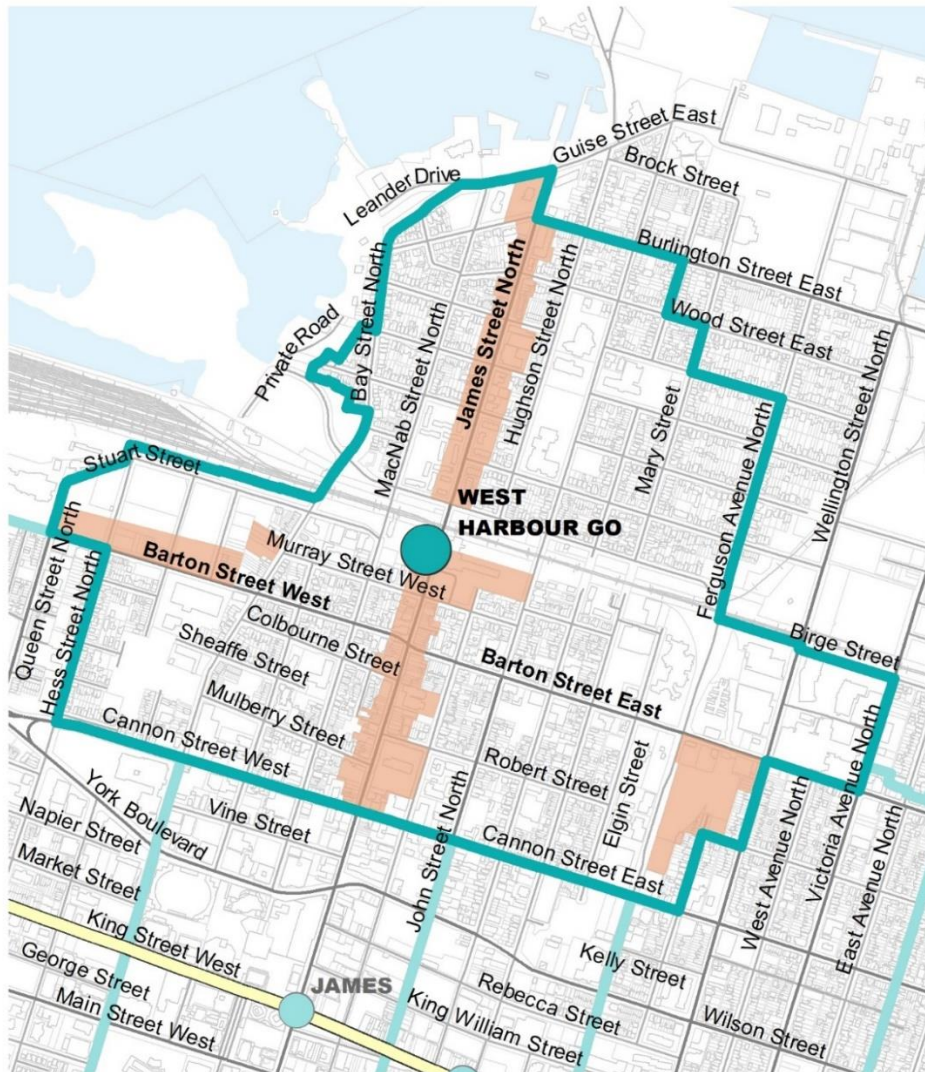 Guise Street East
Brock Street
Leander Drive
Burlington Street East
James Street North
Hughson Street North
Bay Street North
Wood Street East
Private Road
MacNab Street North
Wellington Street North
Mary Street
Ferguson Avenue North
Stuart Street
WEST
HARBOUR GO
Murray Street West
Queen Street North
Hess Street North
Barton Street West
Colbourne Street
Birge Street
Sheaffe Street
Barton Street East
Mulberry Street
Cannon Street West
Robert Street
Elgin Street
Victoria Avenue North
West Avenue North
East Avenue North
York Boulevard
Vine Street
John Street North
Cannon Street East
Napier Street
Market Street
King Street West
Kelly Street
George Street
JAMES
Rebecca Street
Main Street West
King William Street
Wilson Street